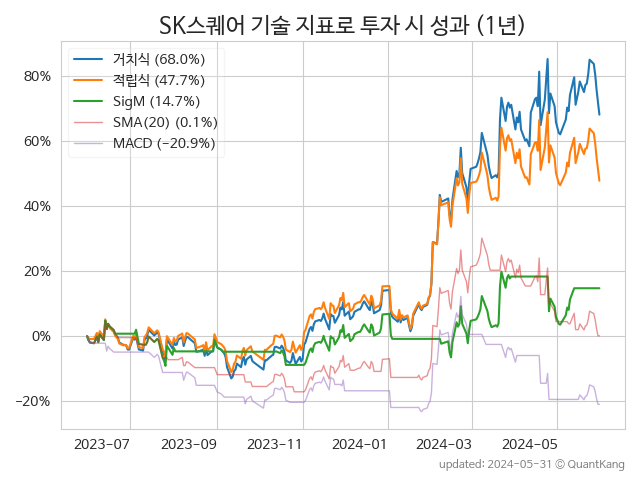 SK스퀘어 기술 지표로 투자 시 성과 (1년)
거치식 (68.0%)
적립식 (47.7%)
SigM (14.7%)
SMA(20) (0.1%)
MACD (−20.9%)
80%
60%
40%
20%
0%
−20%
2023-07
2023-09
2023-11
2024-01
2024-03
2024-05
updated: 2024-05-31 © QuantKang